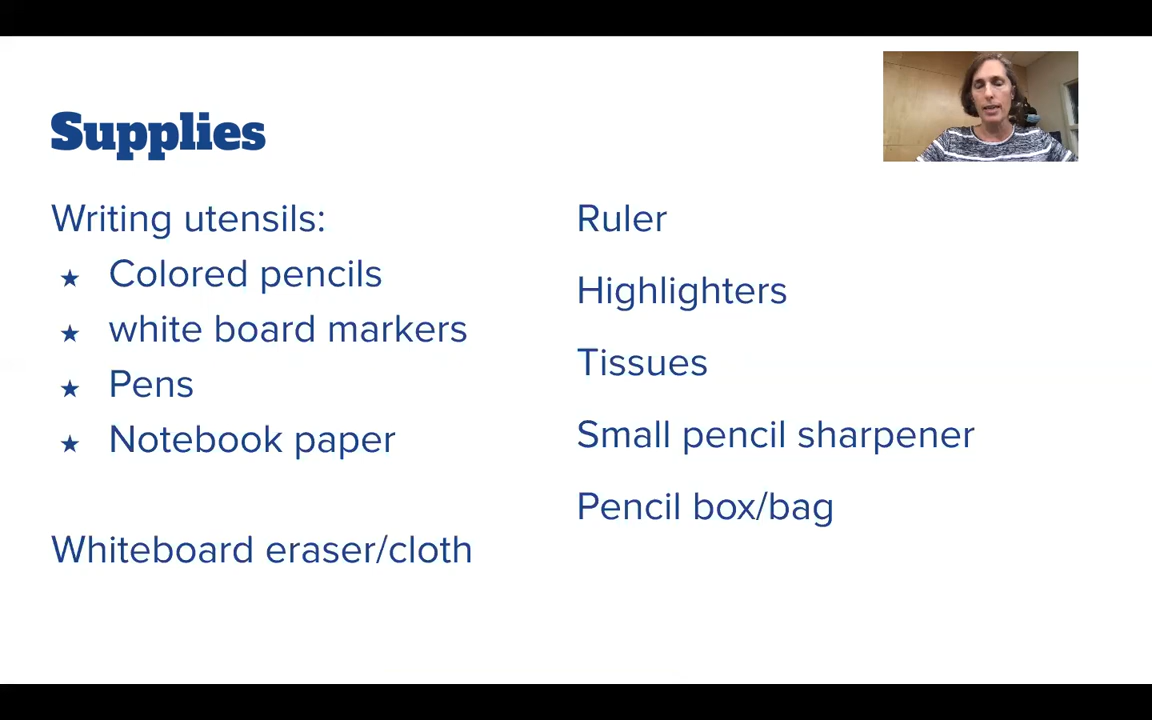 Supplies
Writing utensils:
★ Colored pencils
★ white board markers
★ Pens
★ Notebook paper
Whiteboard eraser/cloth
Ruler
Highlighters
Tissues
Small pencil sharpener
Pencil box/bag